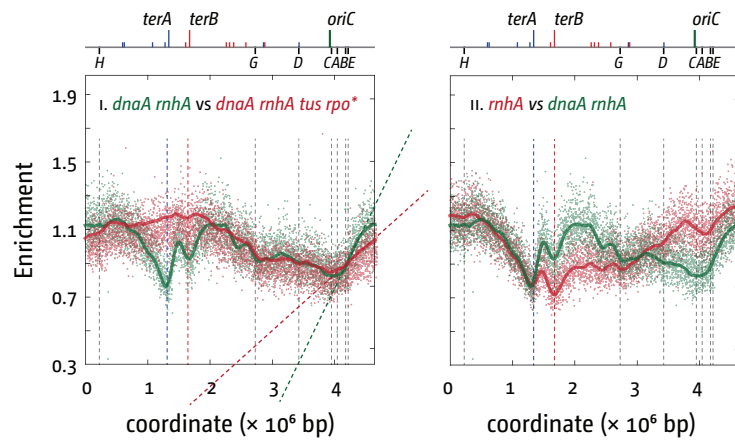 terA terB oriC
H G D CABE
I. dnaA rnhA vs dnaA rnhA tus rpo*
1.9
1.5
1.1
0.7
0.3
Enrichment
0 1 2 3 4
coordinate (× 10⁶ bp)
terA terB oriC
H G D CABE
II. rnhA vs dnaA rnhA
0 1 2 3 4
coordinate (× 10⁶ bp)